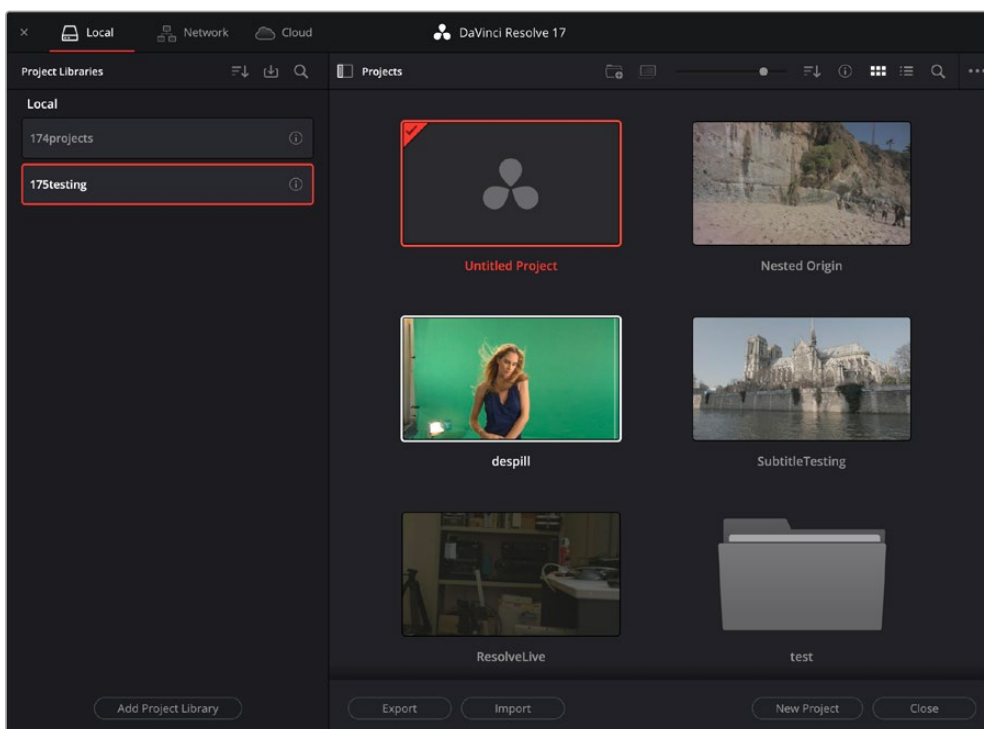 Local
Network
Cloud
DaVinci Resolve 17
Project Libraries
Projects
Local
174projects
175testing
Untitled Project
Nested Origin
despill
SubtitleTesting
ResolveLive
test
Add Project Library
Export
Import
New Project
Close